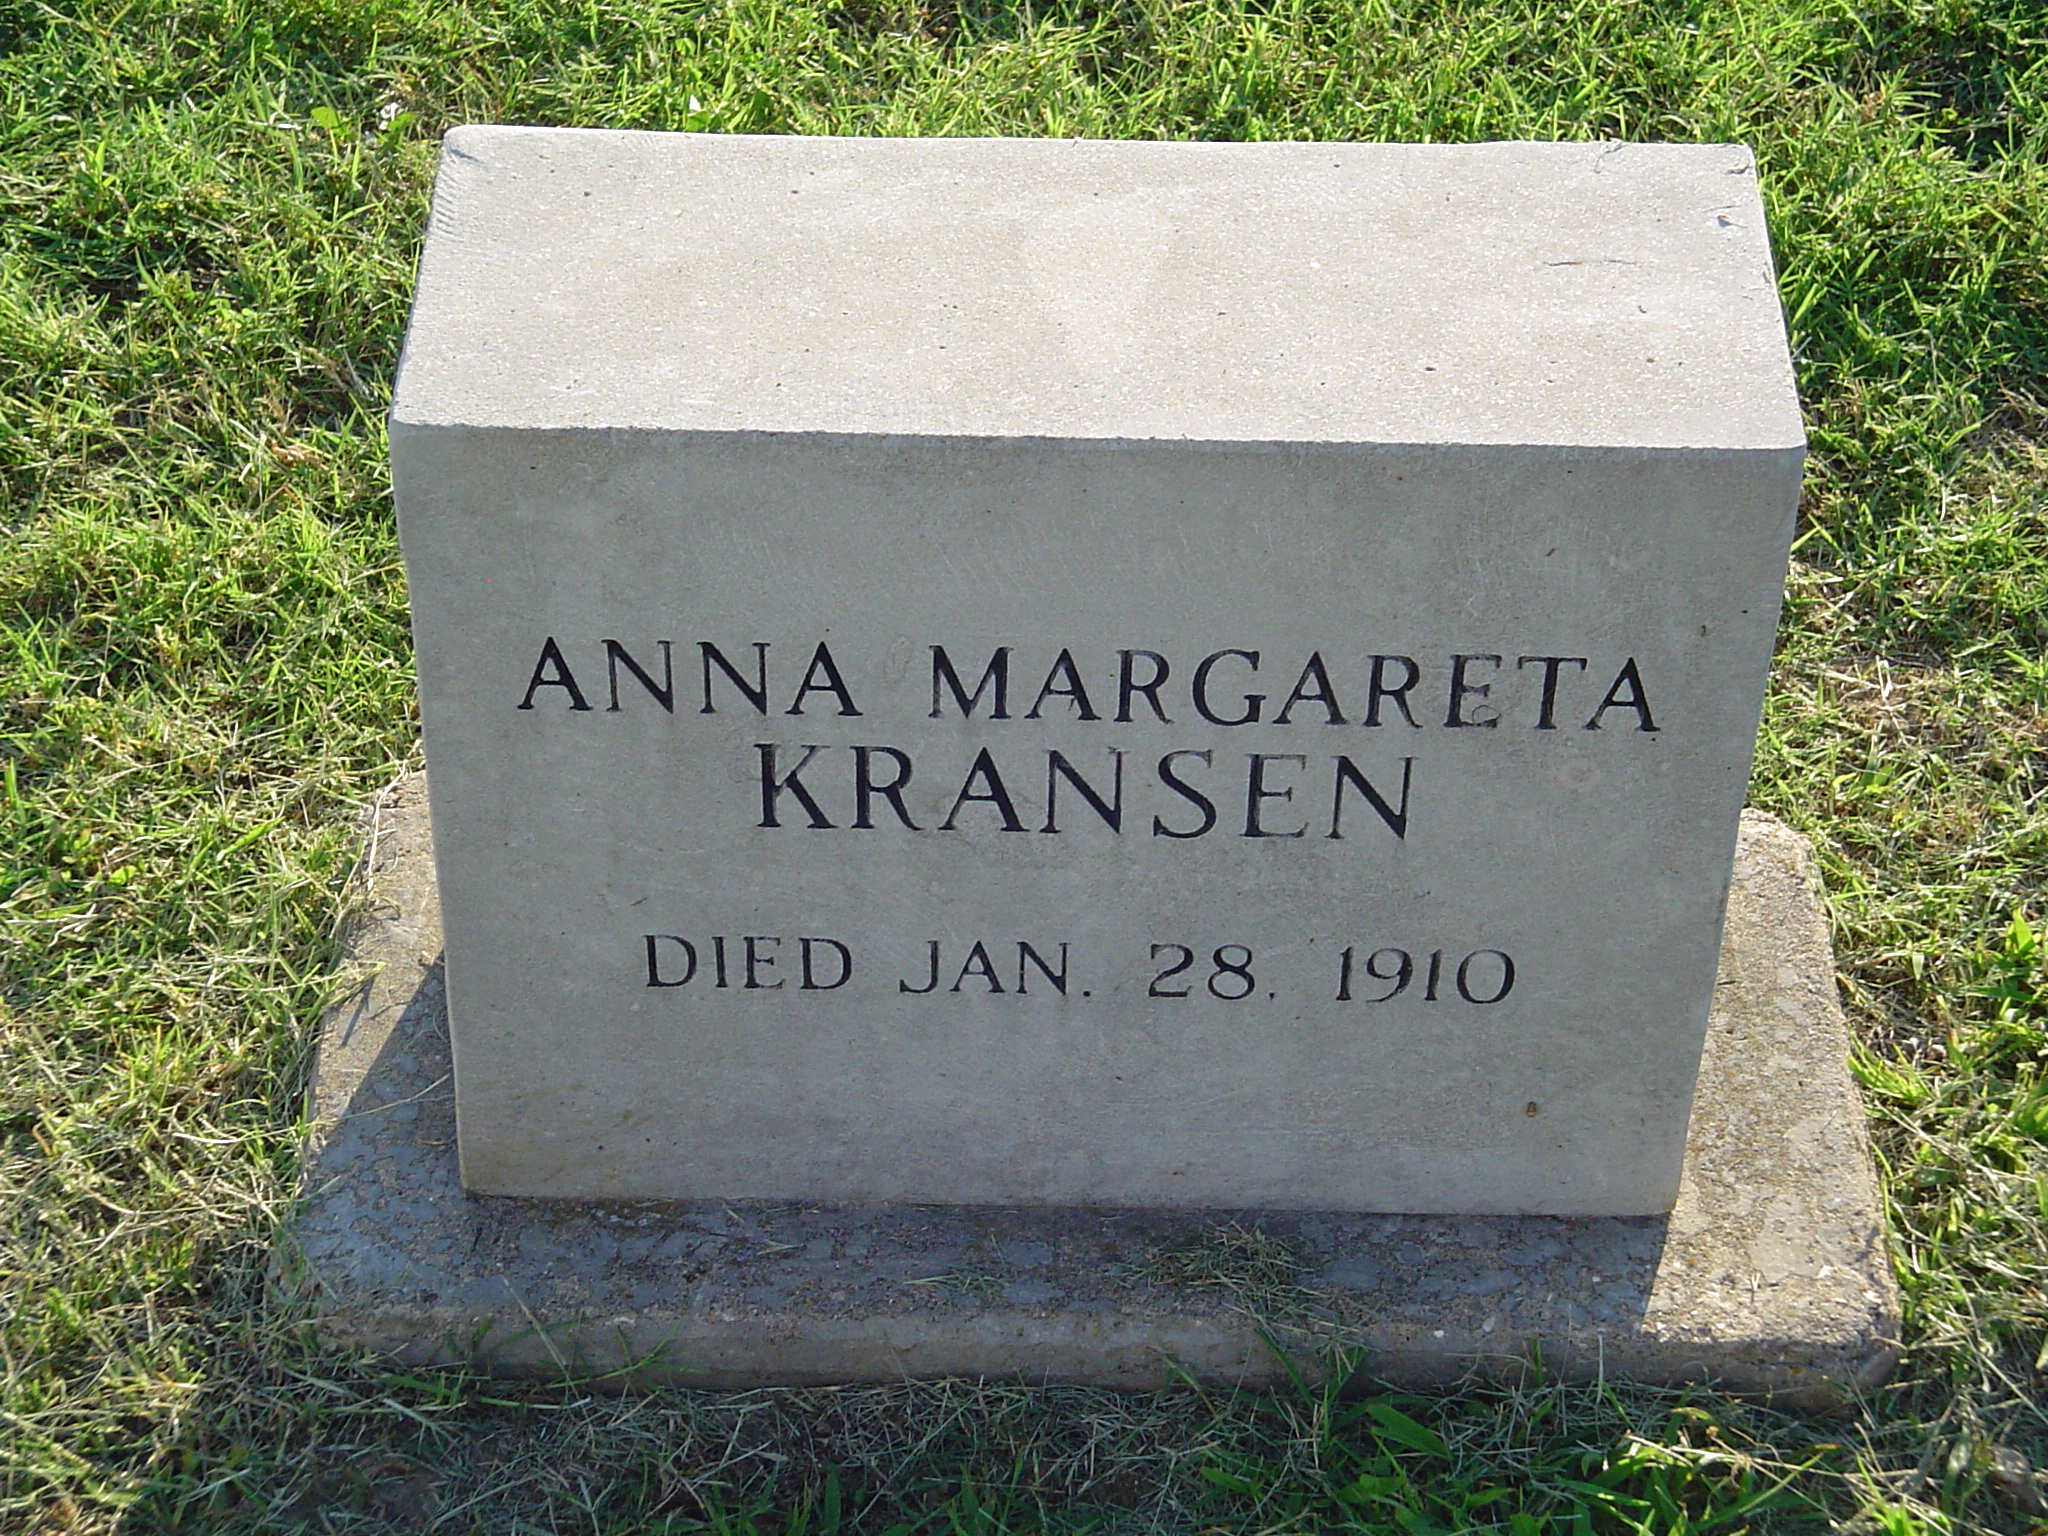 ANNA MARGARETA
KRANSEN
DIED JAN. 28. 1910